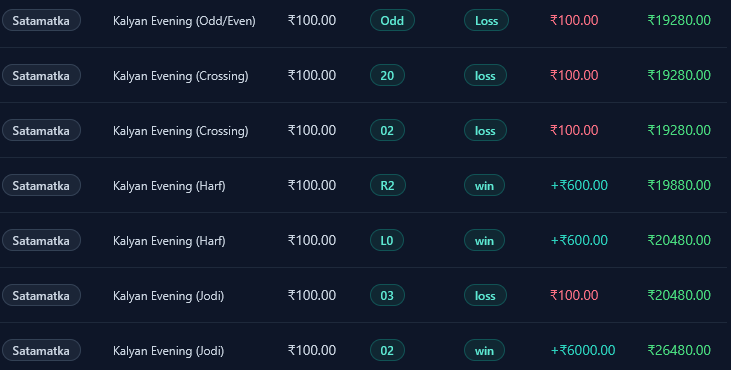 Satamatka Kalyan Evening (Odd/Even) ₹100.00 Odd Loss ₹100.00 ₹19280.00
Satamatka Kalyan Evening (Crossing) ₹100.00 20 loss ₹100.00 ₹19280.00
Satamatka Kalyan Evening (Crossing) ₹100.00 02 loss ₹100.00 ₹19280.00
Satamatka Kalyan Evening (Harf) ₹100.00 R2 win +₹600.00 ₹19880.00
Satamatka Kalyan Evening (Harf) ₹100.00 L0 win +₹600.00 ₹20480.00
Satamatka Kalyan Evening (Jodi) ₹100.00 03 loss ₹100.00 ₹20480.00
Satamatka Kalyan Evening (Jodi) ₹100.00 02 win +₹6000.00 ₹26480.00